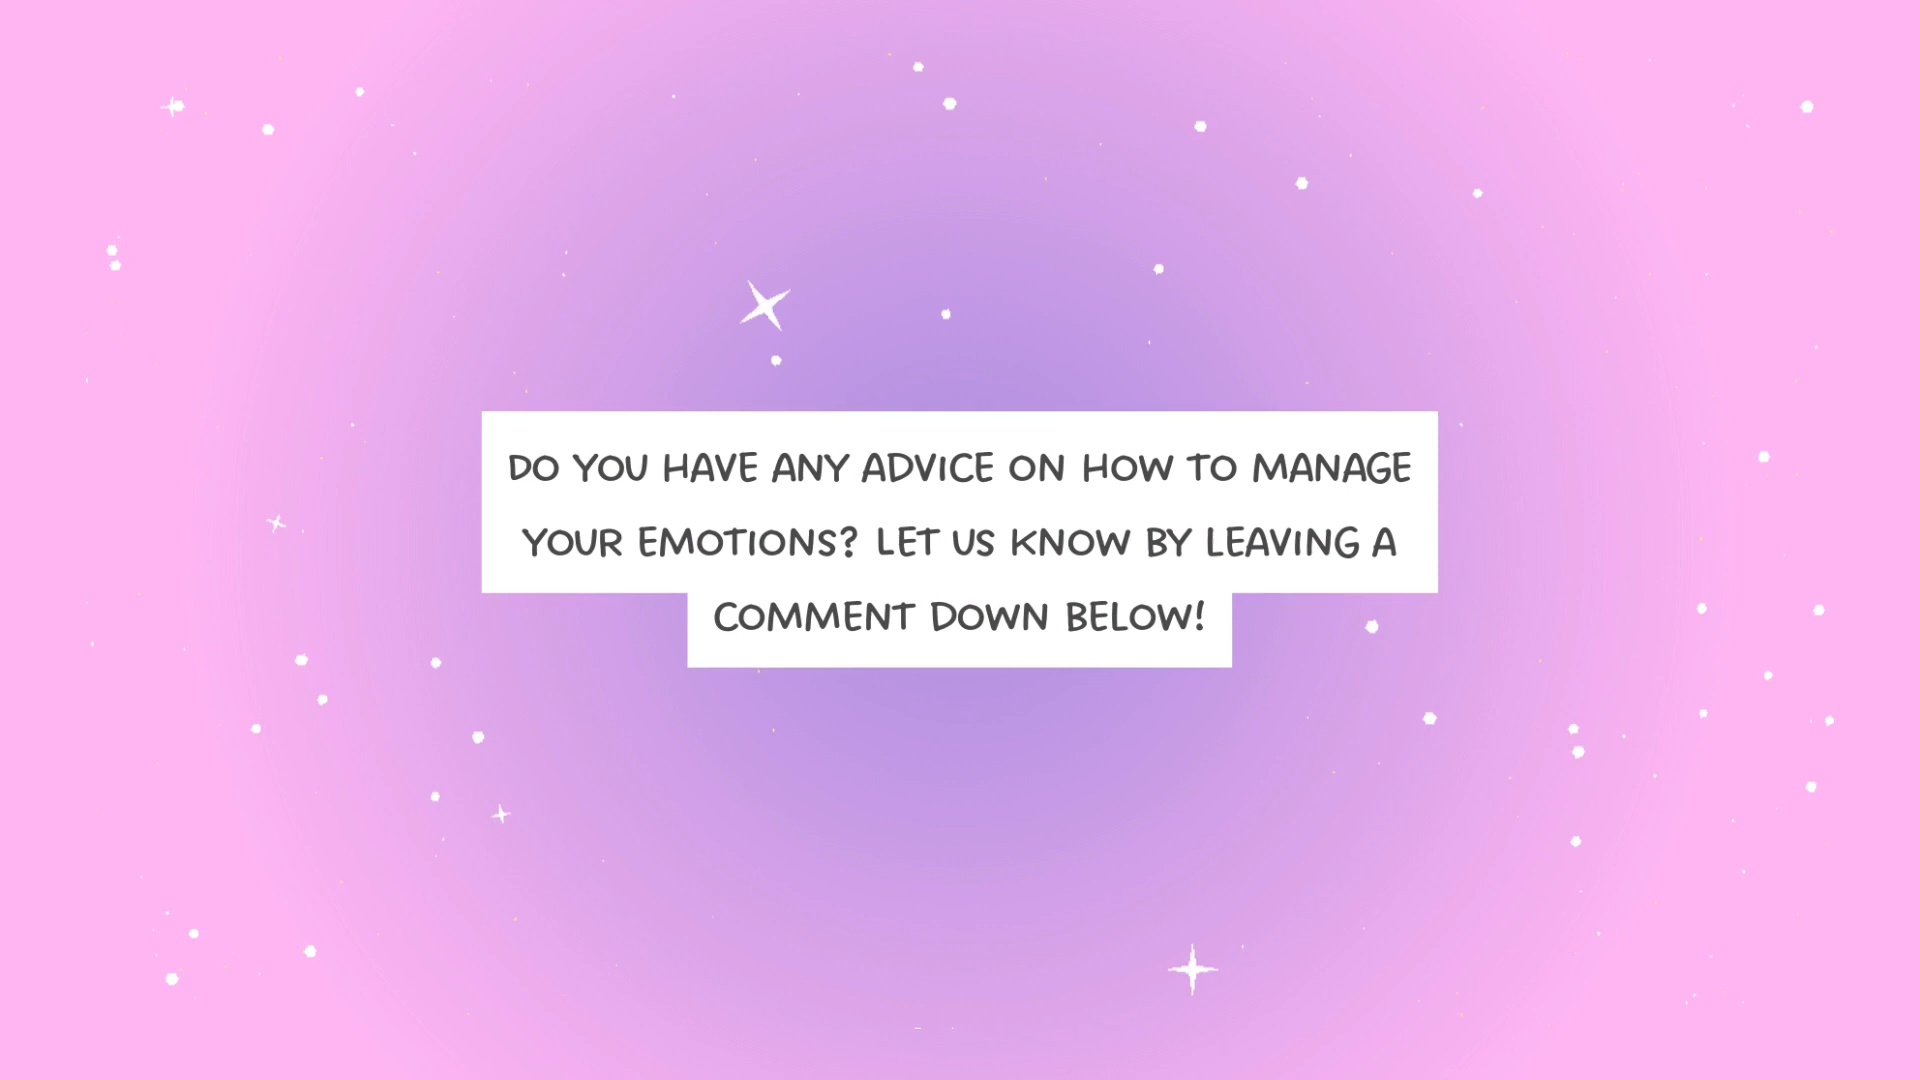 DO YOU HAVE ANY ADVICE ON HOW TO MANAGE
YOUR EMOTIONS? LET US KNOW BY LEAVING A
COMMENT DOWN BELOW!